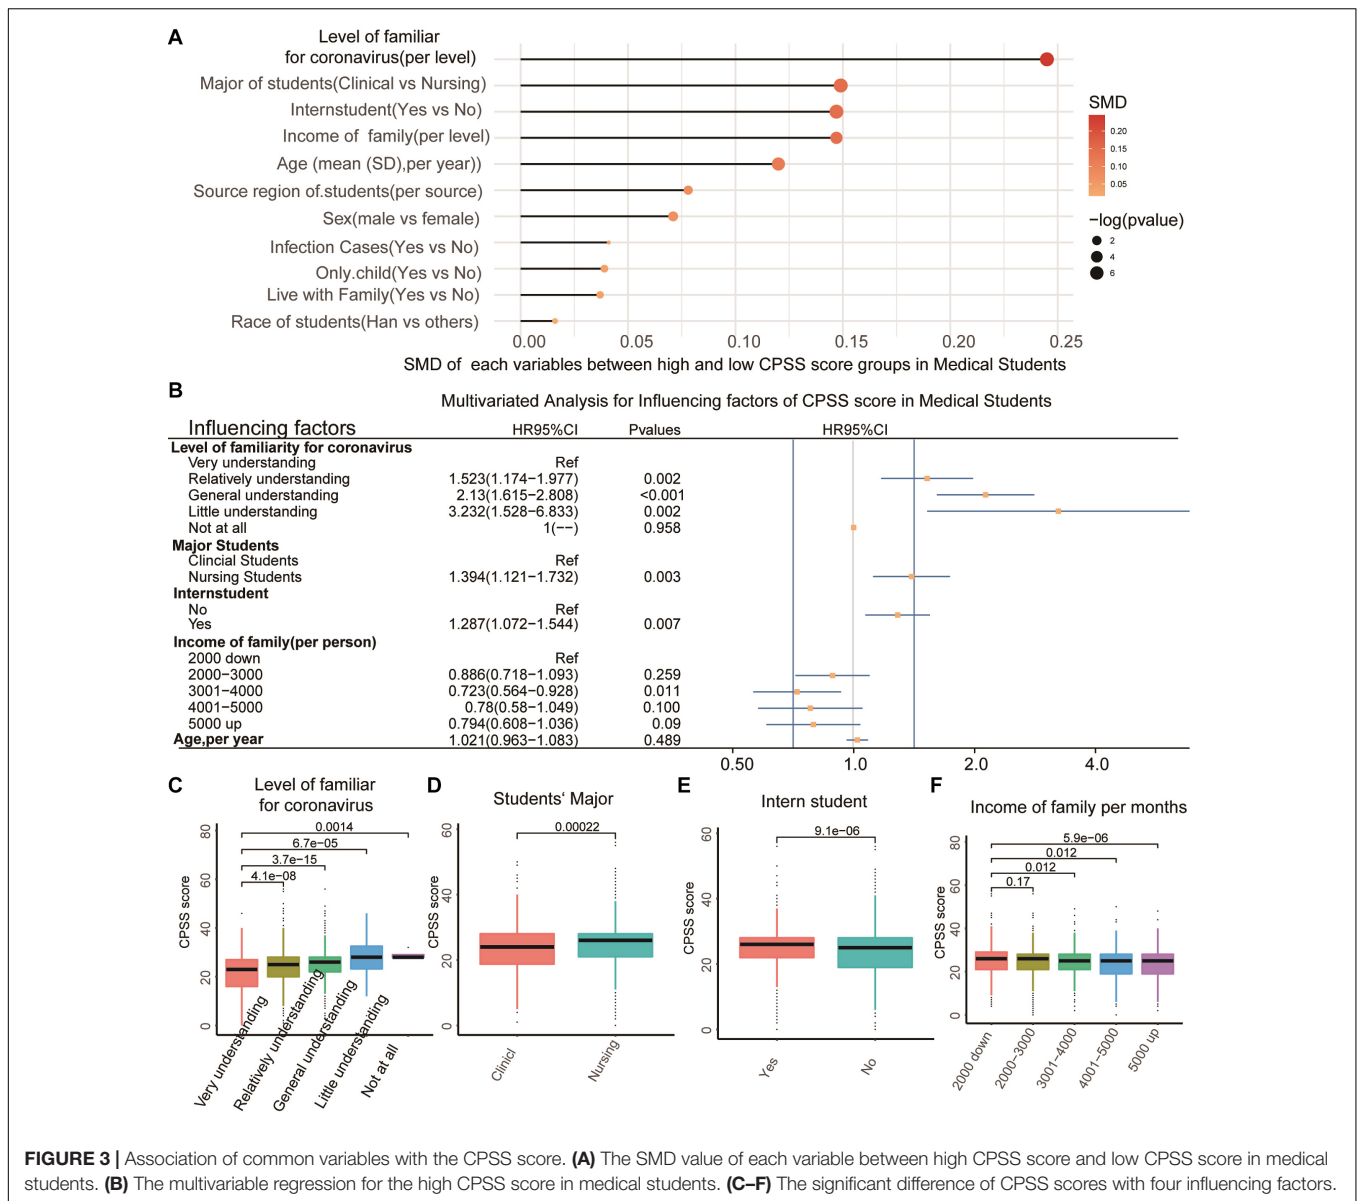 A
Level of familiar
for coronavirus(per level)
Major of students(Clinical vs Nursing)
Internstudent(Yes vs No)
Income of  family(per level)
Age (mean (SD),per year))
Source region of.students(per source)
Sex(male vs female)
Infection Cases(Yes vs No)
Only.child(Yes vs No)
Live with Family(Yes vs No)
Race of students(Han vs others)
0.00 0.05 0.10 0.15 0.20 0.25
SMD of  each variables between high and low CPSS score groups in Medical Students
SMD
0.20
0.15
0.10
0.05
−log(pvalue)
2
4
6
B
Multivariated Analysis for Influencing factors of CPSS score in Medical Students
Influencing factors HR95%CI Pvalues HR95%CI
Level of familiarity for coronavirus
Very understanding Ref
Relatively understanding 1.523(1.174−1.977) 0.002
General understanding 2.13(1.615−2.808) <0.001
Little understanding 3.232(1.528−6.833) 0.002
Not at all 1(−−) 0.958
Major Students
Clincial Students Ref
Nursing Students 1.394(1.121−1.732) 0.003
Internstudent
No Ref
Yes 1.287(1.072−1.544) 0.007
Income of family(per person)
2000 down Ref
2000−3000 0.886(0.718−1.093) 0.259
3001−4000 0.723(0.564−0.928) 0.011
4001−5000 0.78(0.58−1.049) 0.100
5000 up 0.794(0.608−1.036) 0.09
Age,per year 1.021(0.963−1.083) 0.489
0.50 1.0 2.0 4.0
C
Level of familiar
for coronavirus
CPSS score
80
60
40
20
0
0.0014
6.7e−05
3.7e−15
4.1e−08
Very understanding
Relatively understanding
General understanding
Little understanding
Not at all
D
Students‘ Major
CPSS score
60
40
20
0
0.00022
Clinicl
Nursing
E
Intern student
CPSS score
60
40
20
0
9.1e−06
Yes
No
F
Income of family per months
CPSS score
80
60
40
20
0
5.9e−06
0.012
0.012
0.17
2000 down
2000−3000
3001−4000
4001−5000
5000 up
FIGURE 3 | Association of common variables with the CPSS score. (A) The SMD value of each variable between high CPSS score and low CPSS score in medical
students. (B) The multivariable regression for the high CPSS score in medical students. (C–F) The significant difference of CPSS scores with four influencing factors.